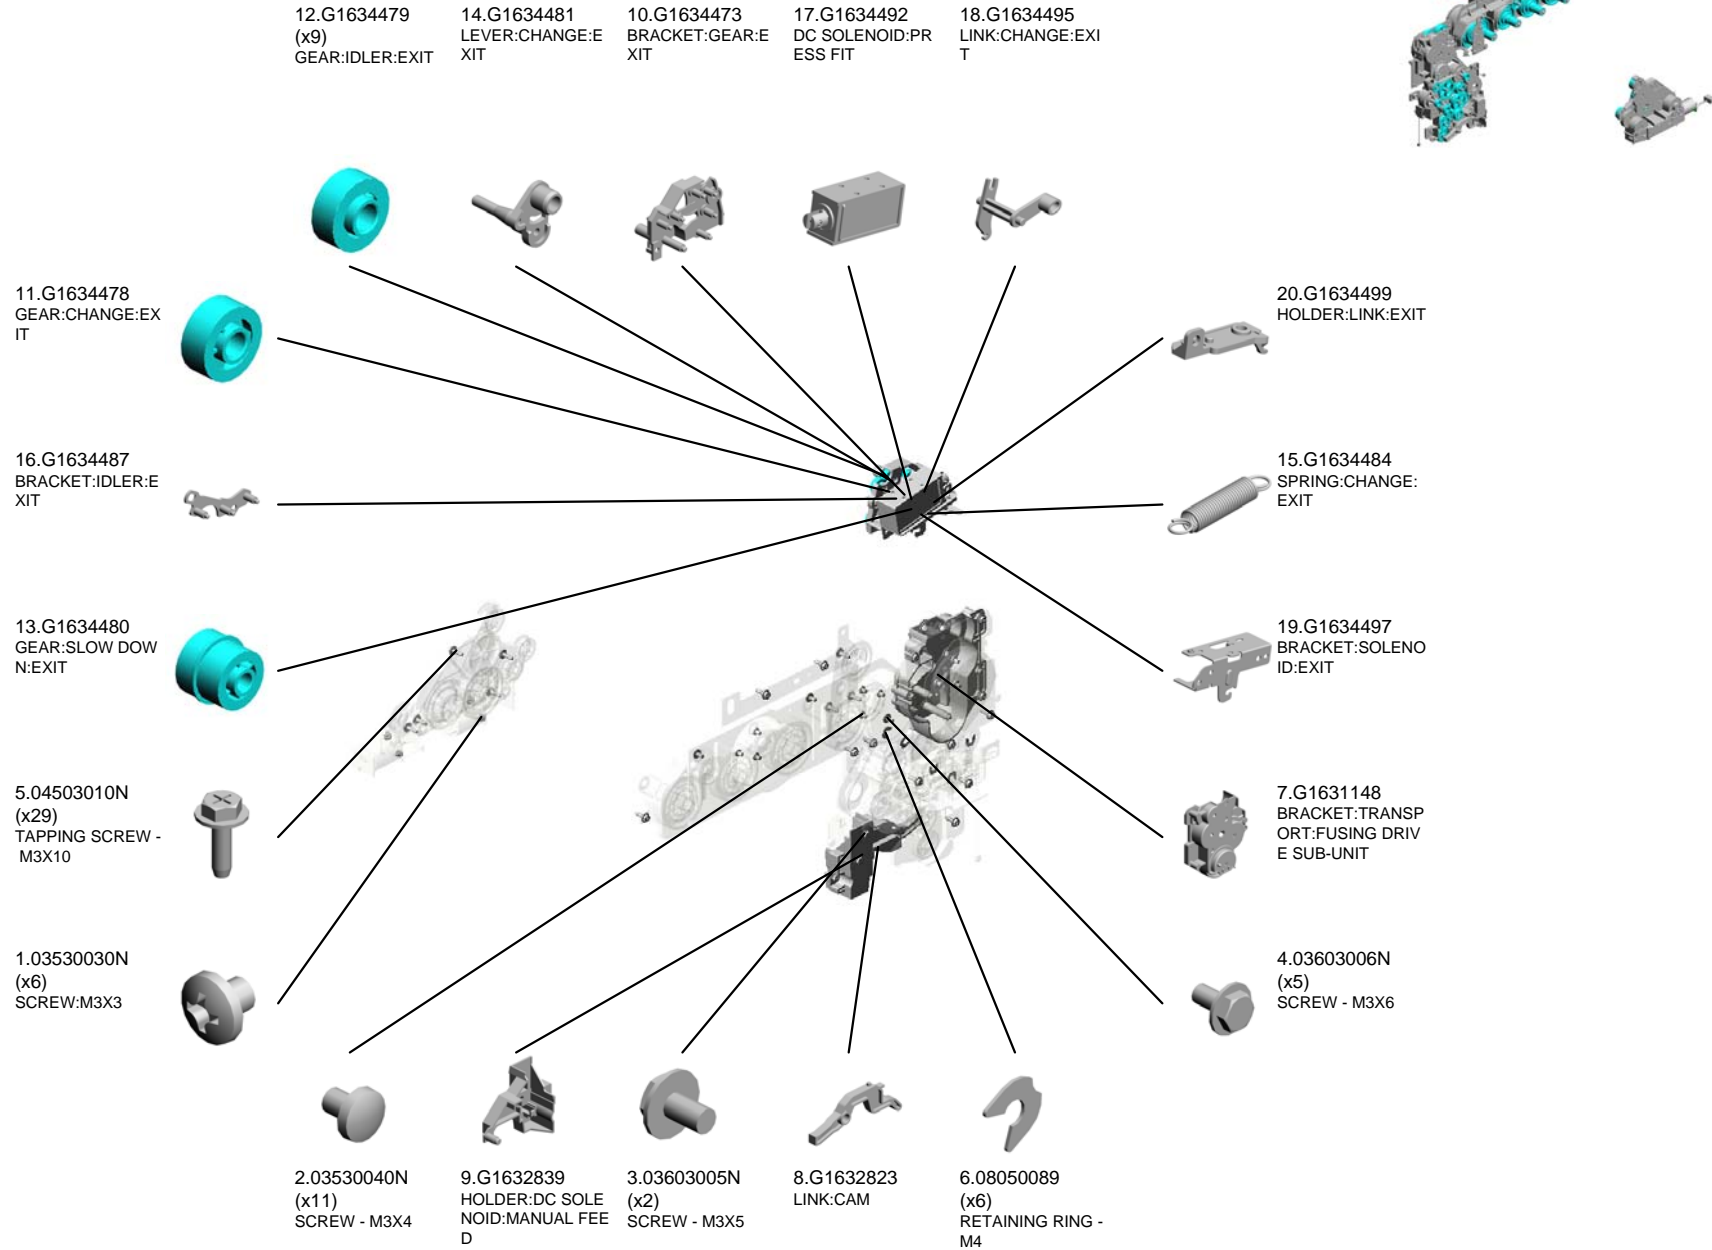 12.G1634479
(x9)
GEAR:IDLER:EXIT
14.G1634481
LEVER:CHANGE:E
XIT
10.G1634473
BRACKET:GEAR:E
XIT
17.G1634492
DC SOLENOID:PR
ESS FIT
18.G1634495
LINK:CHANGE:EXI
T
11.G1634478
GEAR:CHANGE:EX
IT
20.G1634499
HOLDER:LINK:EXIT
16.G1634487
BRACKET:IDLER:E
XIT
15.G1634484
SPRING:CHANGE:
EXIT
13.G1634480
GEAR:SLOW DOW
N:EXIT
19.G1634497
BRACKET:SOLENO
ID:EXIT
5.04503010N
(x29)
TAPPING SCREW -
M3X10
7.G1631148
BRACKET:TRANSP
ORT:FUSING DRIV
E SUB-UNIT
1.03530030N
(x6)
SCREW:M3X3
4.03603006N
(x5)
SCREW - M3X6
2.03530040N
(x11)
SCREW - M3X4
9.G1632839
HOLDER:DC SOLE
NOID:MANUAL FEE
D
3.03603005N
(x2)
SCREW - M3X5
8.G1632823
LINK:CAM
6.08050089
(x6)
RETAINING RING -
M4